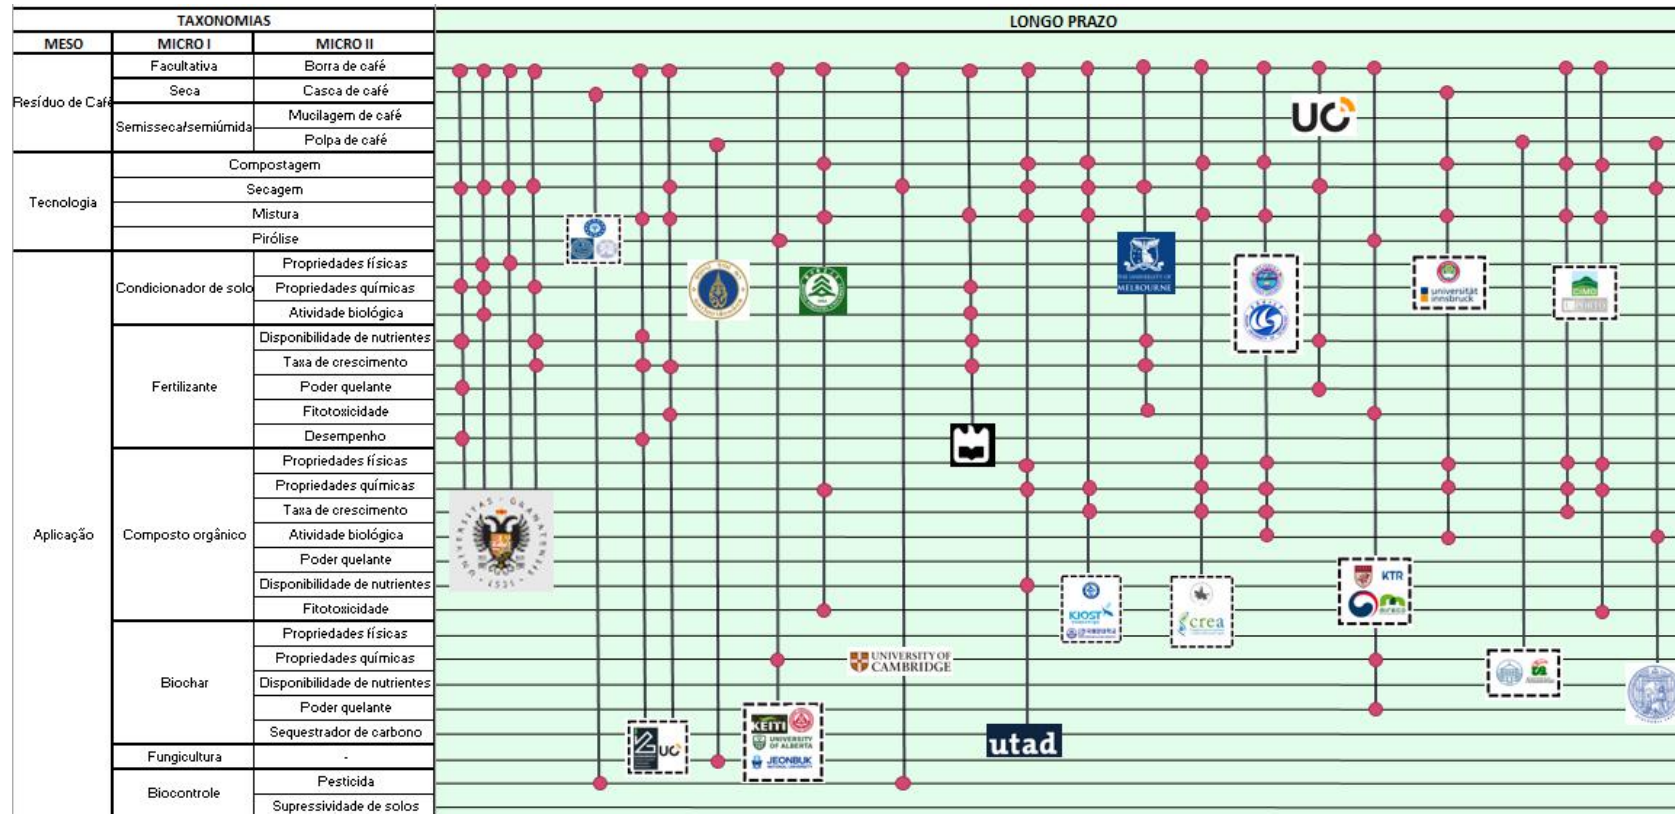 TAXONOMIAS
LONGO PRAZO
MESO
MICRO I
MICRO II
Resíduo de Café
Facultativa
Borra de café
Seca
Casca de café
Semisseca/semiúmida
Mucilagem de café
Polpa de café
Tecnologia
Compostagem
Secagem
Mistura
Pirólise
Aplicação
Condicionador de solo
Propriedades físicas
Propriedades químicas
Atividade biológica
Fertilizante
Disponibilidade de nutrientes
Taxa de crescimento
Poder quelante
Fitotoxicidade
Desempenho
Composto orgânico
Propriedades físicas
Propriedades químicas
Taxa de crescimento
Atividade biológica
Poder quelante
Disponibilidade de nutrientes
Fitotoxicidade
Biochar
Propriedades físicas
Propriedades químicas
Disponibilidade de nutrientes
Poder quelante
Sequestrador de carbono
Fungicultura
-
Biocontrole
Pesticida
Supressividade de solos
UC
THE UNIVERSITY OF
MELBOURNE
universität
innsbruck
CIMO
PORTO
UNIVERSITAS GRANATENSIS
1531
KIOST
crea
KTR
UNIVERSITY OF
CAMBRIDGE
UC
KEITI
UNIVERSITY
OF ALBERTA
JEONBUK
utad